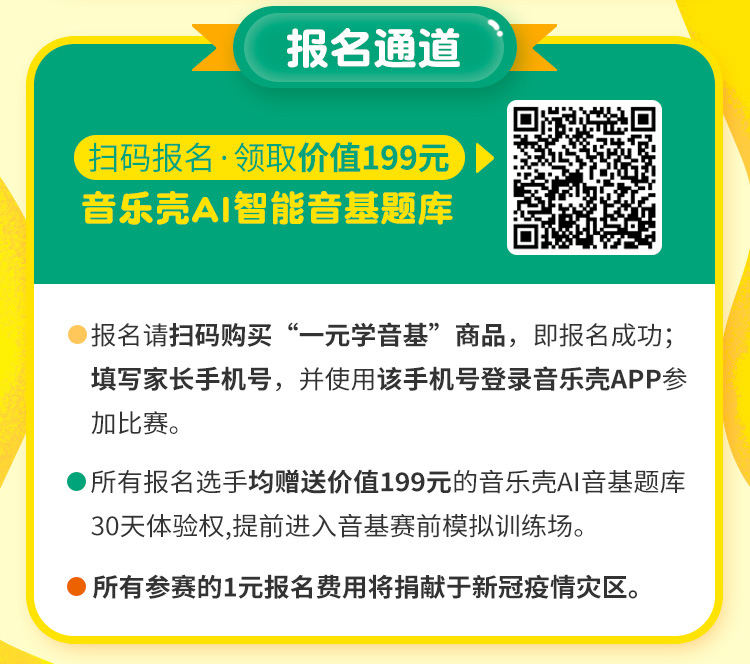 报名通道
扫码报名·领取价值199元
音乐壳AI智能音基题库
报名请扫码购买“一元学音基”商品，即报名成功；
填写家长手机号，并使用该手机号登录音乐壳APP参
加比赛。
所有报名选手均赠送价值199元的音乐壳AI音基题库
30天体验权,提前进入音基赛前模拟训练场。
所有参赛的1元报名费用将捐献于新冠疫情灾区。